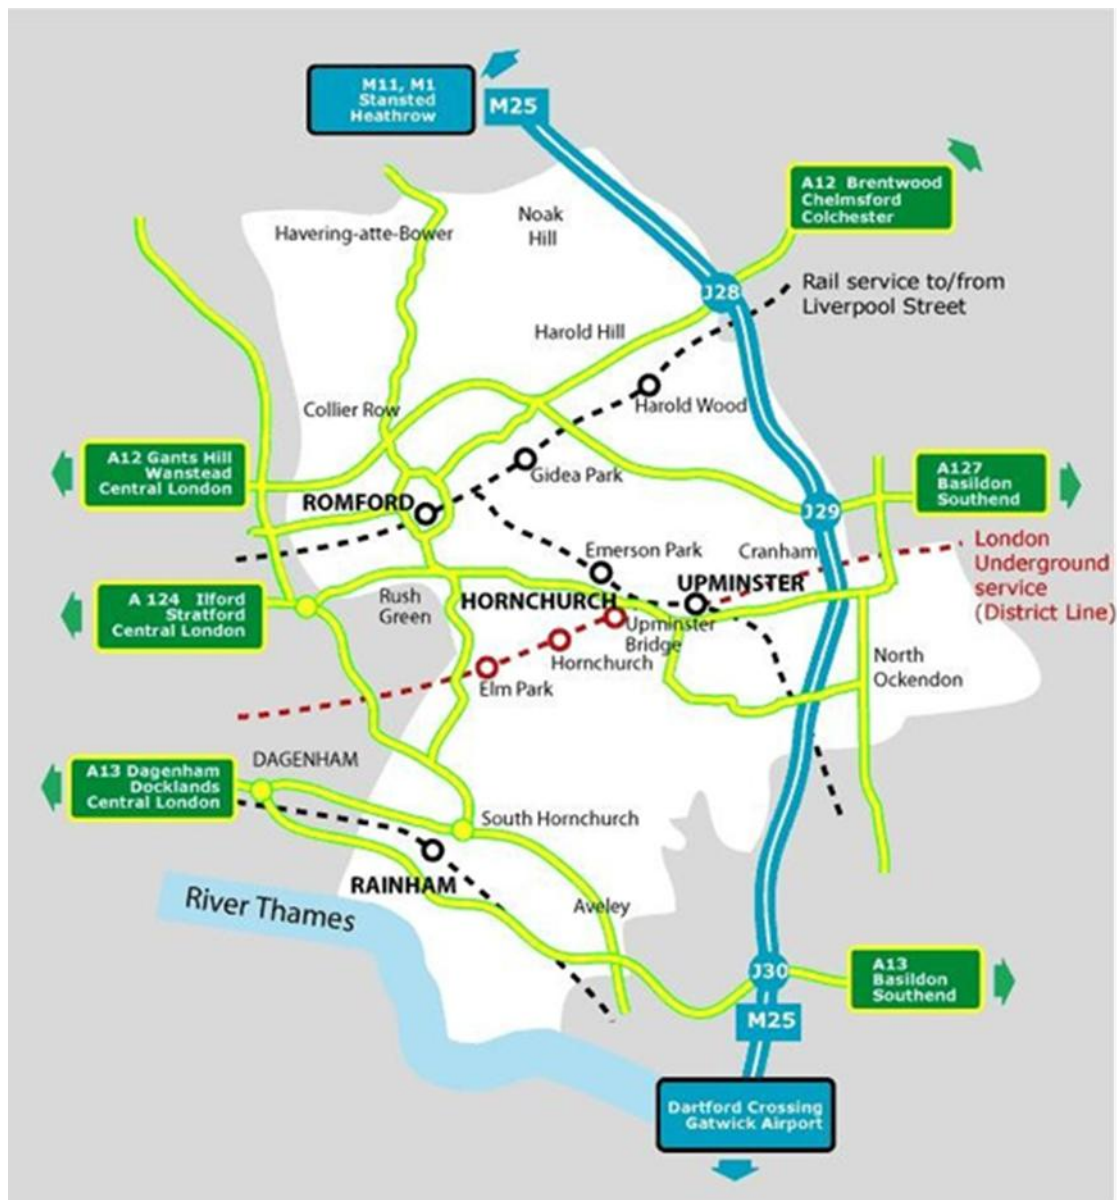 M11, M1
Stansted
Heathrow
M25
A12 Brentwood
Chelmsford
Colchester
Noak
Hill
Havering-atte-Bower
J28
Rail service to/from
Liverpool Street
Harold Hill
Harold Wood
Collier Row
A12 Gants Hill
Wanstead
Central London
Gidea Park
A127
Basildon
Southend
ROMFORD
J29
London
Underground
service
(District Line)
Emerson Park
Cranham
UPMINSTER
A 124 Ilford
Stratford
Central London
Rush
Green
HORNCHURCH
Upminster
Bridge
Hornchurch
Elm Park
North
Ockendon
DAGENHAM
A13 Dagenham
Docklands
Central London
South Hornchurch
RAINHAM
River Thames
Aveley
J30
A13
Basildon
Southend
M25
Dartford Crossing
Gatwick Airport